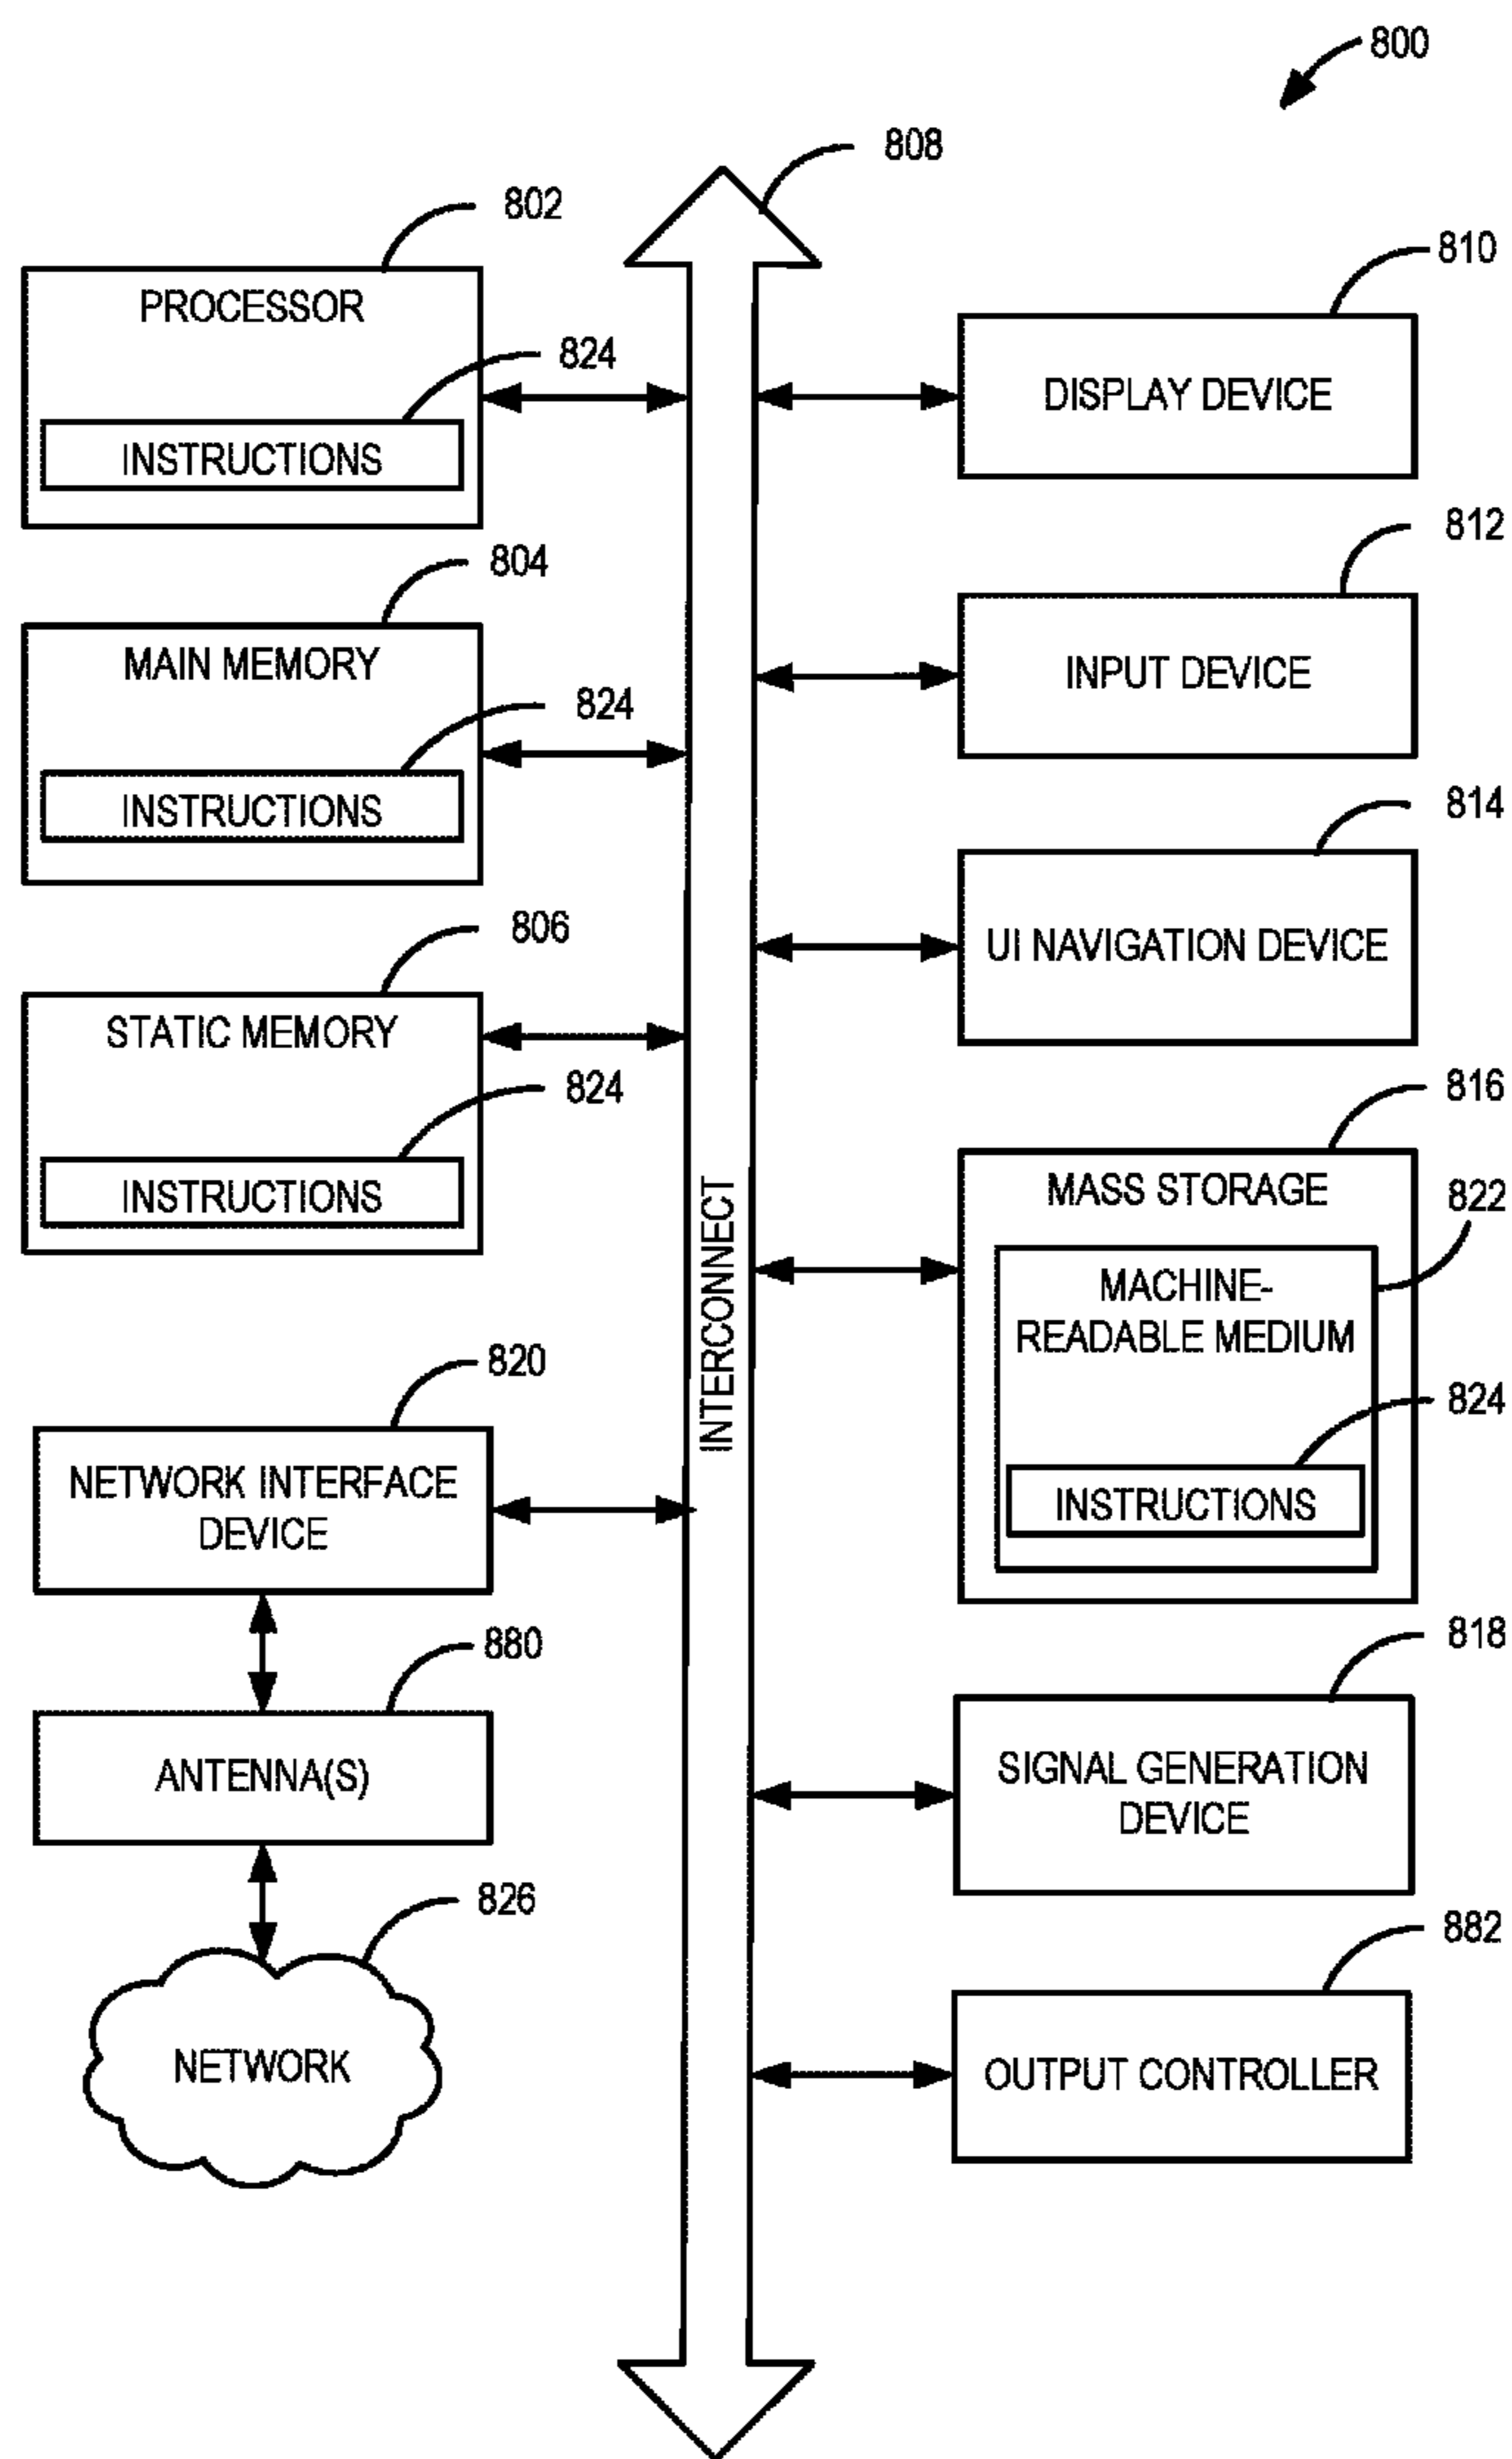 800
808
802
PROCESSOR
824
INSTRUCTIONS
804
MAIN MEMORY
824
INSTRUCTIONS
806
STATIC MEMORY
824
INSTRUCTIONS
820
NETWORK INTERFACE
DEVICE
880
ANTENNA(S)
826
NETWORK
INTERCONNECT
810
DISPLAY DEVICE
812
INPUT DEVICE
814
UI NAVIGATION DEVICE
816
MASS STORAGE
822
MACHINE-
READABLE MEDIUM
824
INSTRUCTIONS
818
SIGNAL GENERATION
DEVICE
882
OUTPUT CONTROLLER